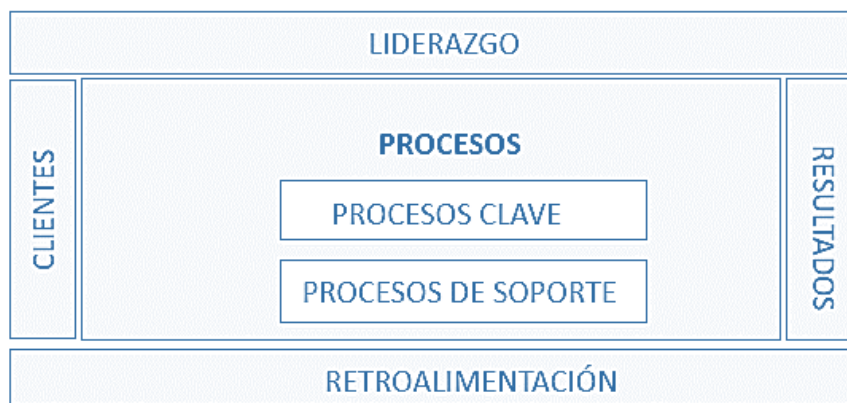 LIDERAZGO
CLIENTES
PROCESOS
PROCESOS CLAVE
PROCESOS DE SOPORTE
RESULTADOS
RETROALIMENTACIÓN